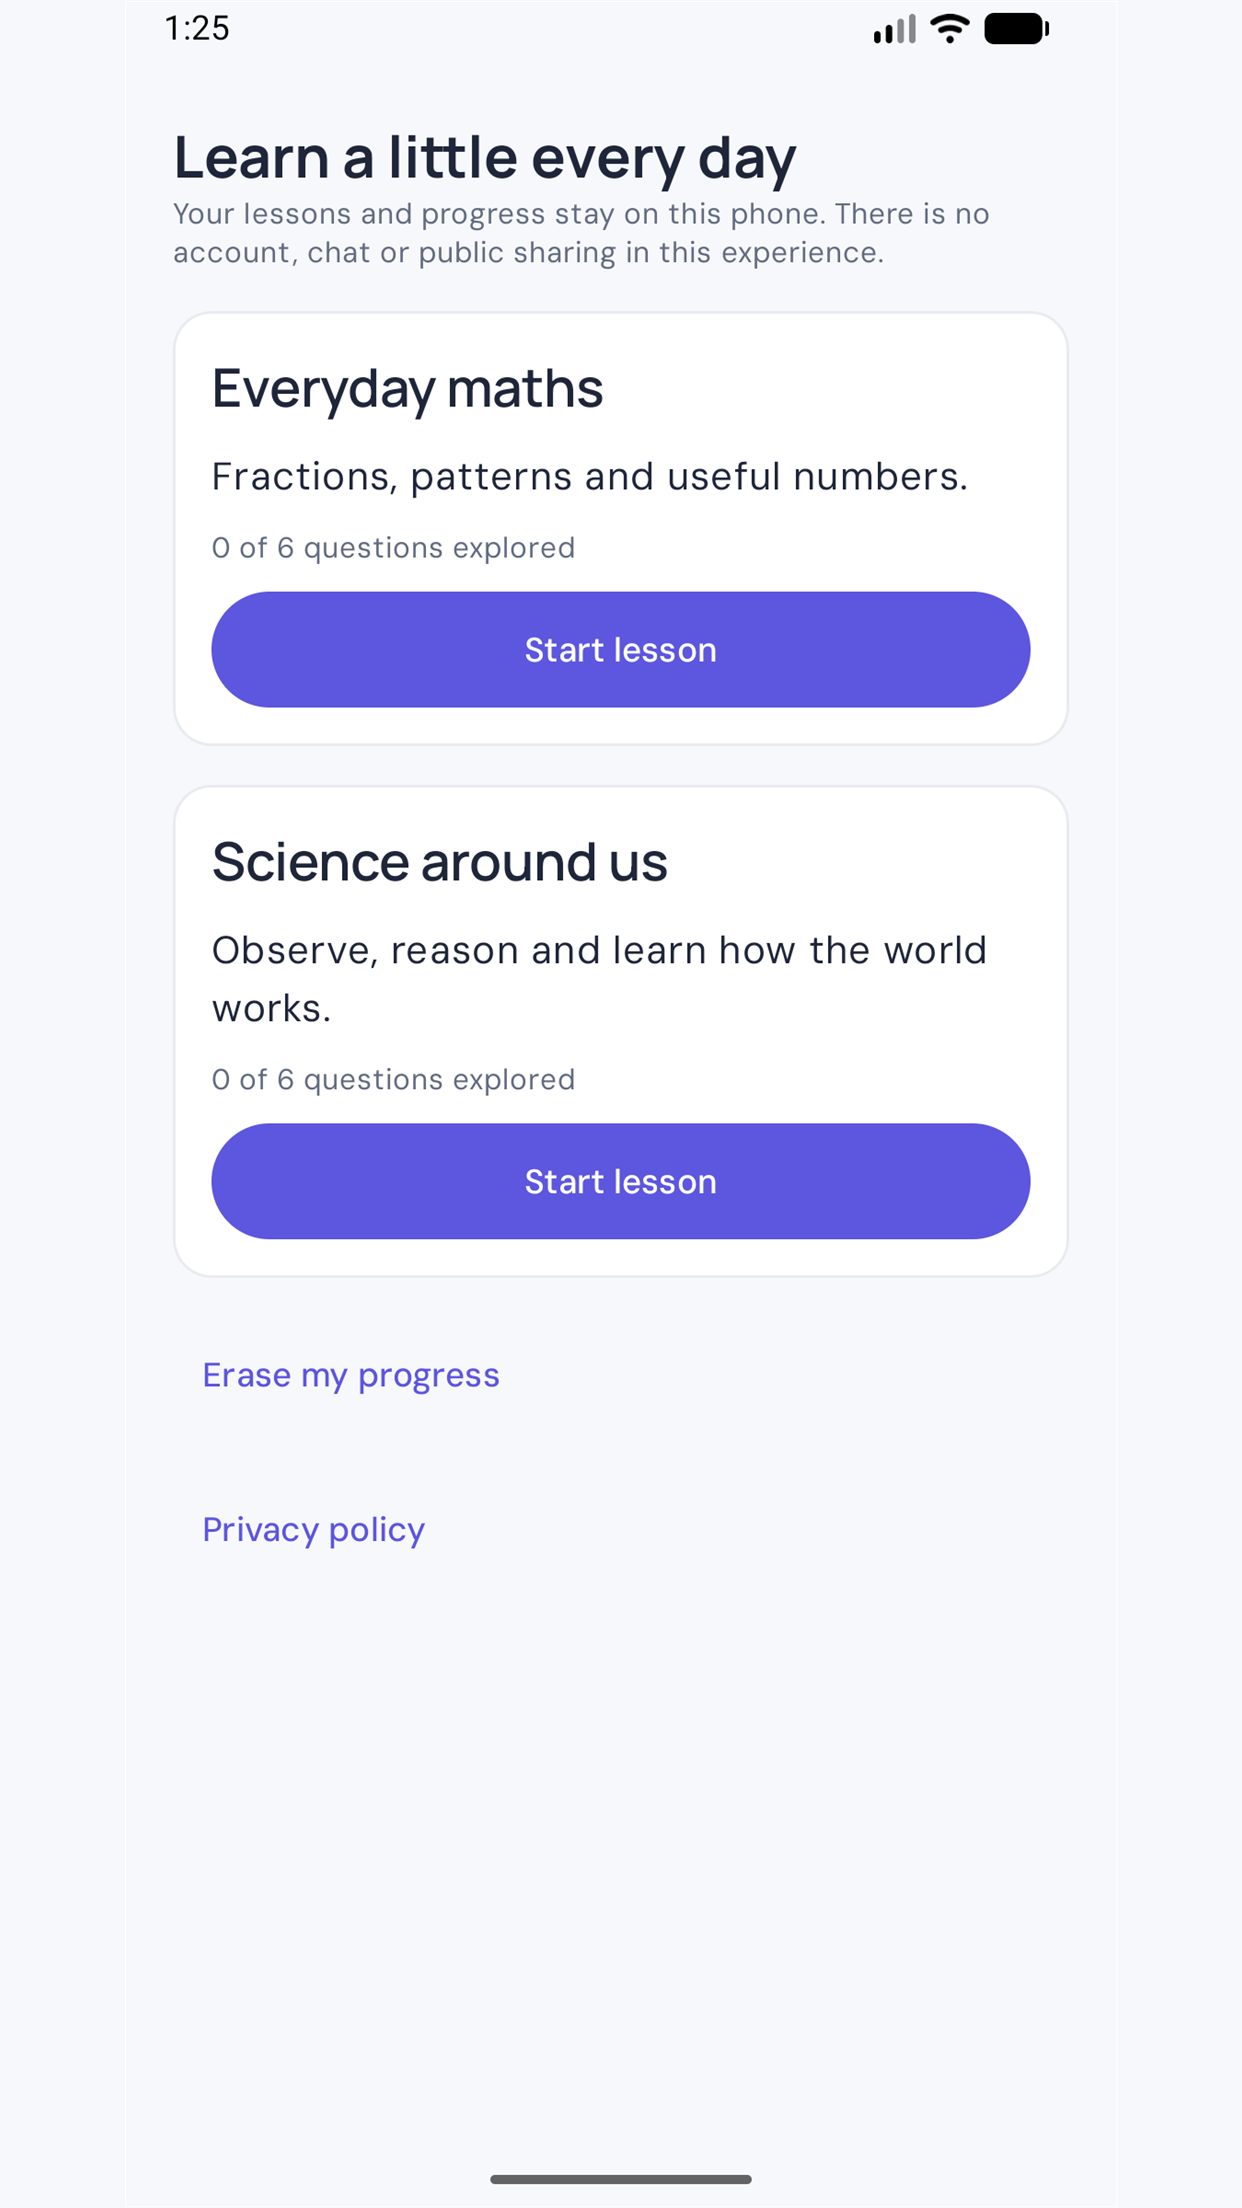 1:25
Learn a little every day
Your lessons and progress stay on this phone. There is no
account, chat or public sharing in this experience.
Everyday maths
Fractions, patterns and useful numbers.
0 of 6 questions explored
Start lesson
Science around us
Observe, reason and learn how the world
works.
0 of 6 questions explored
Start lesson
Erase my progress
Privacy policy